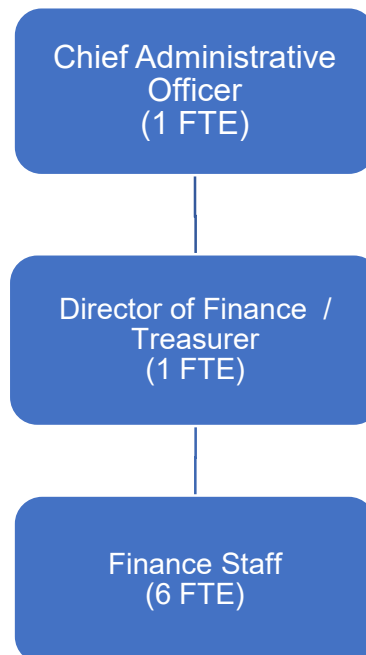 Chief Administrative
Officer
(1 FTE)
Director of Finance /
Treasurer
(1 FTE)
Finance Staff
(6 FTE)